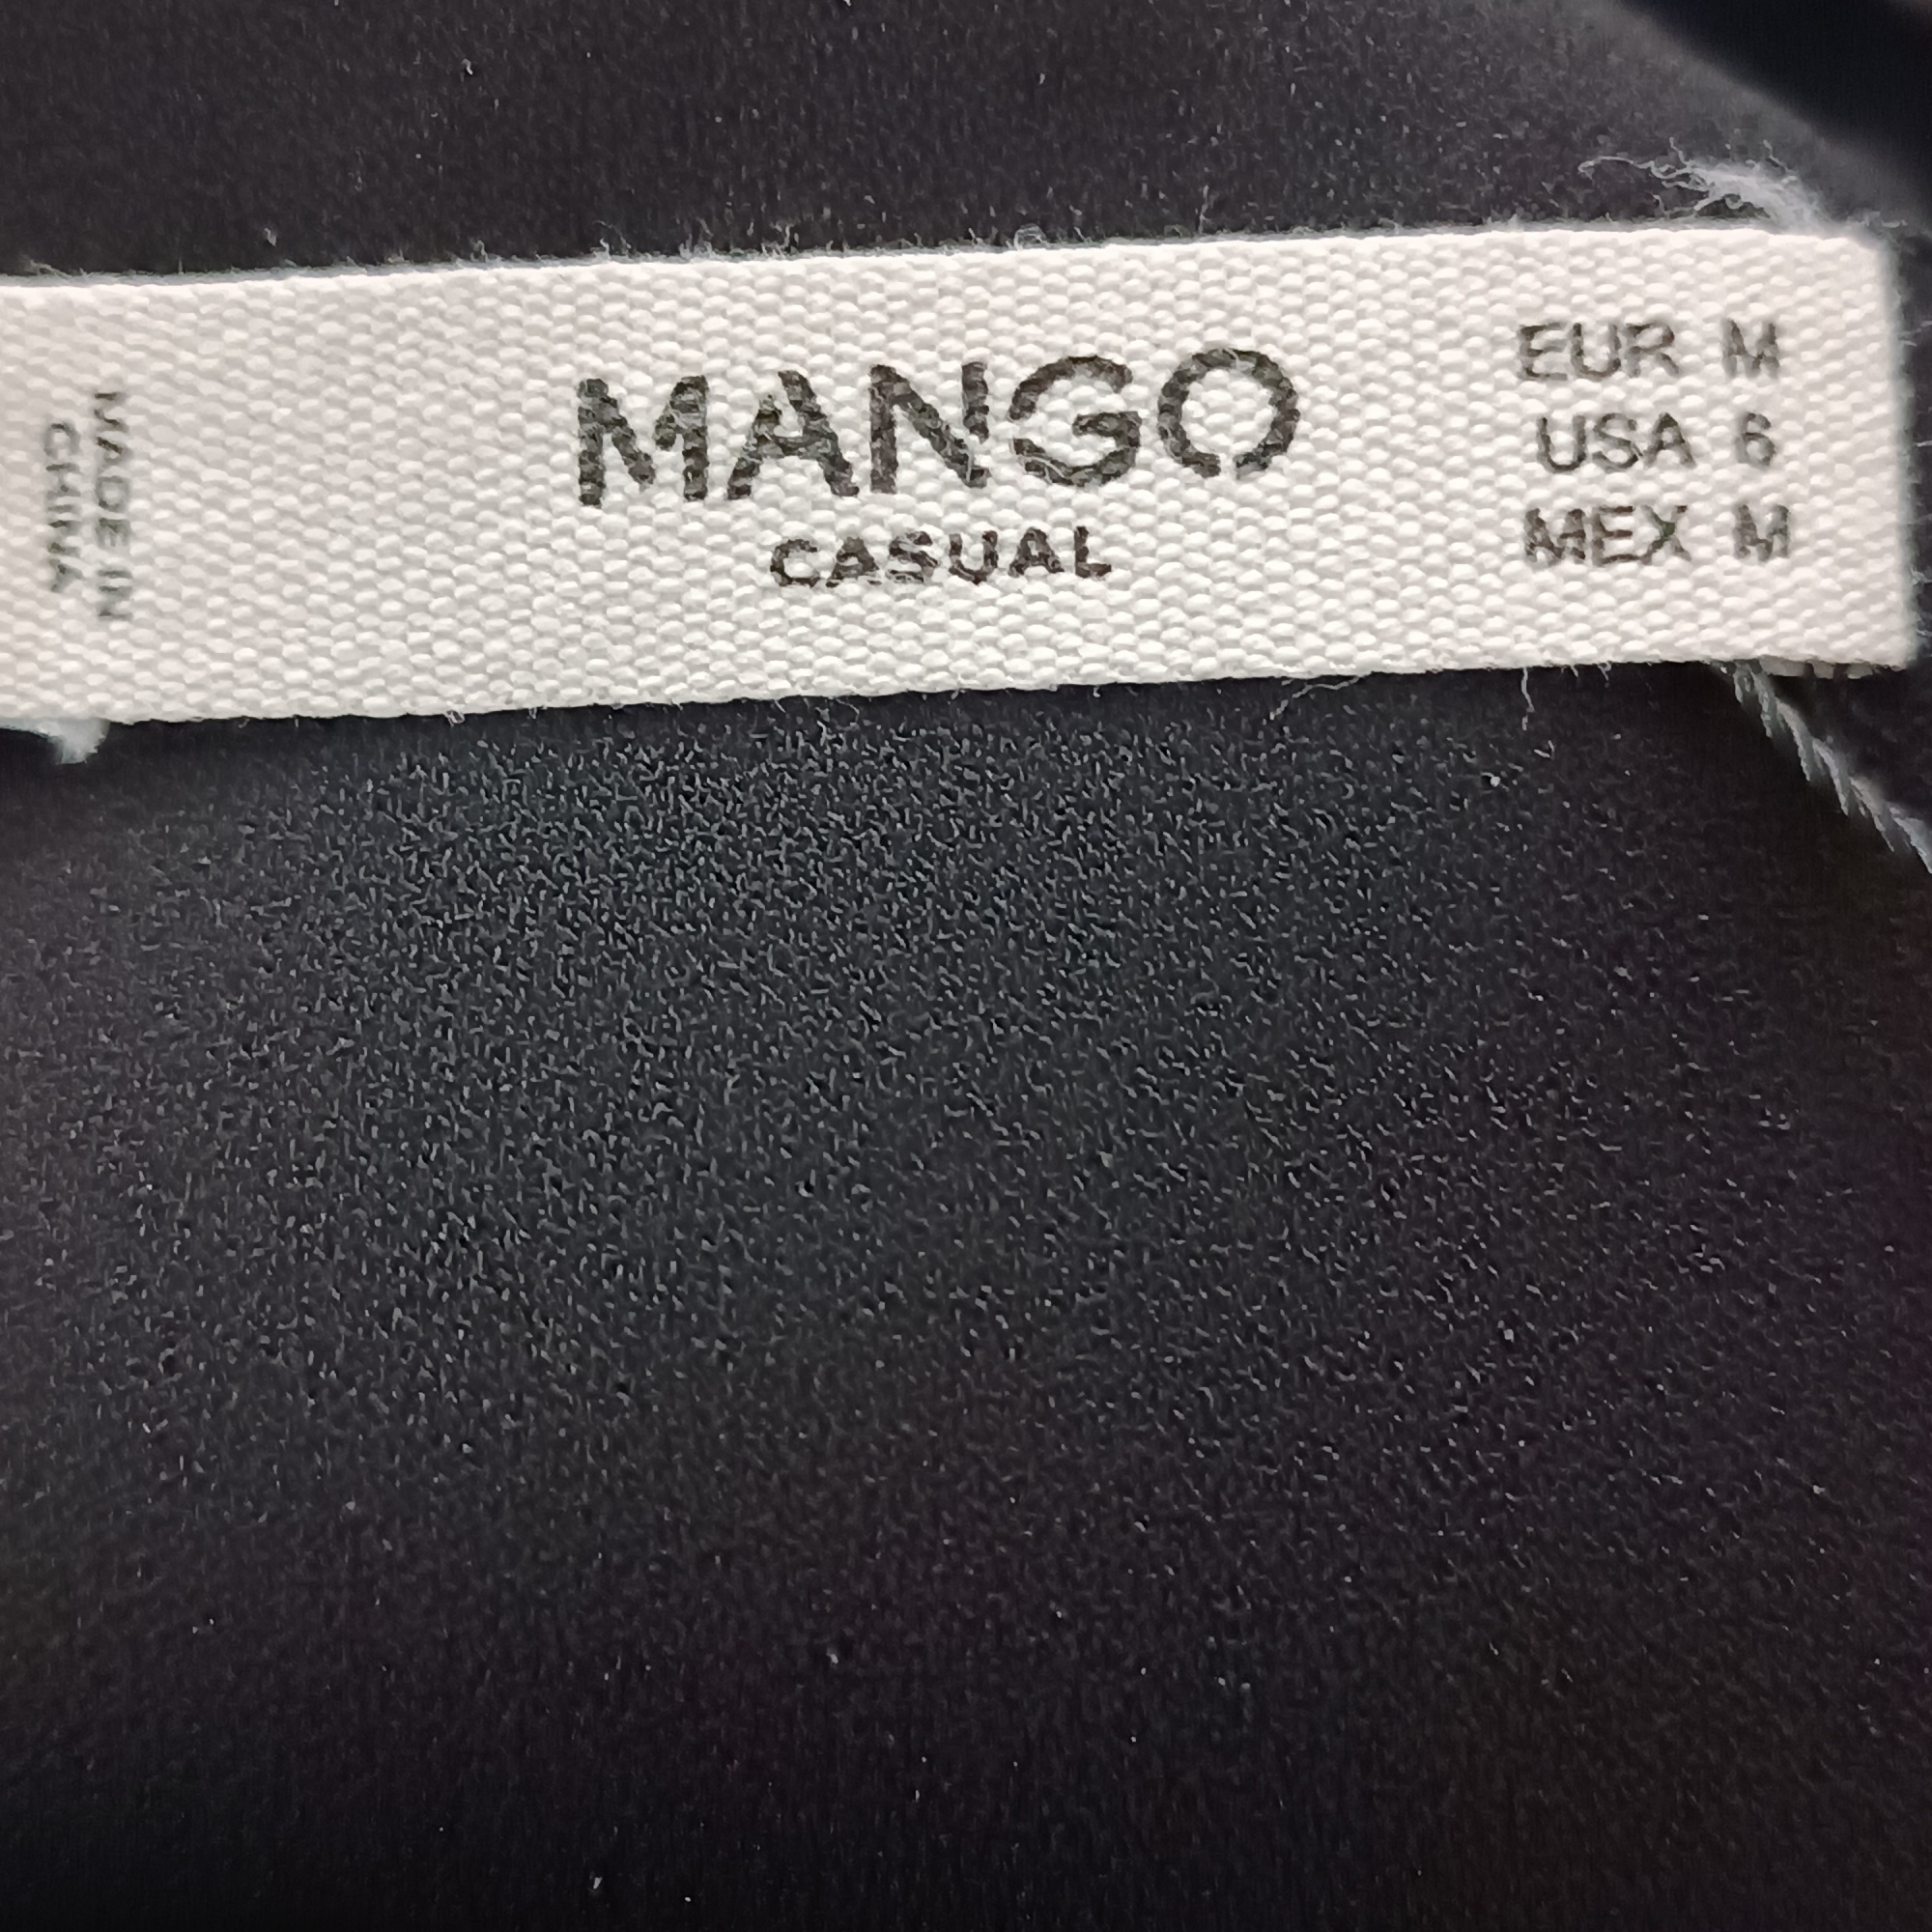 MADE IN
CHINA
MANGO
CASUAL
EUR M
USA 6
MEX M